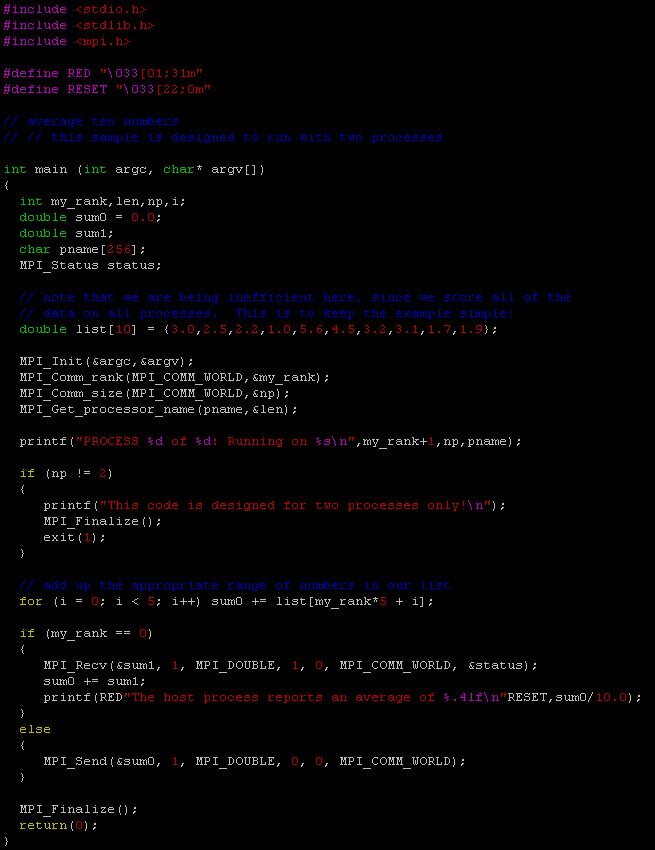 #include <stdio.h>
#include <stdlib.h>
#include <mpi.h>

#define RED "\033[01;31m"
#define RESET "\033[22;0m"

// average ten numbers
// // this sample is designed to run with two processes

int main (int argc, char* argv[])
{
  int my_rank,len,np,i;
  double sum0 = 0.0;
  double sum1;
  char pname[256];
  MPI_Status status;

  // note that we are being inefficient here, since we store all of the
  // data on all processes.  This is to keep the example simple!
  double list[10] = {3.0,2.5,2.2,1.0,5.6,4.5,3.2,3.1,1.7,1.9};

  MPI_Init(&argc,&argv);
  MPI_Comm_rank(MPI_COMM_WORLD,&my_rank);
  MPI_Comm_size(MPI_COMM_WORLD,&np);
  MPI_Get_processor_name(pname,&len);

  printf("PROCESS %d of %d: Running on %s\n",my_rank+1,np,pname);

  if (np != 2)
  {
     printf("This code is designed for two processes only!\n");
     MPI_Finalize();
     exit(1);
  }

  // add up the appropriate range of numbers in our list
  for (i = 0; i < 5; i++) sum0 += list[my_rank*5 + i];

  if (my_rank == 0)
  {
     MPI_Recv(&sum1, 1, MPI_DOUBLE, 1, 0, MPI_COMM_WORLD, &status);
     sum0 += sum1;
     printf(RED"The host process reports an average of %.4lf\n"RESET,sum0/10.0);
  }
  else
  {
     MPI_Send(&sum0, 1, MPI_DOUBLE, 0, 0, MPI_COMM_WORLD);
  }

  MPI_Finalize();
  return(0);
}